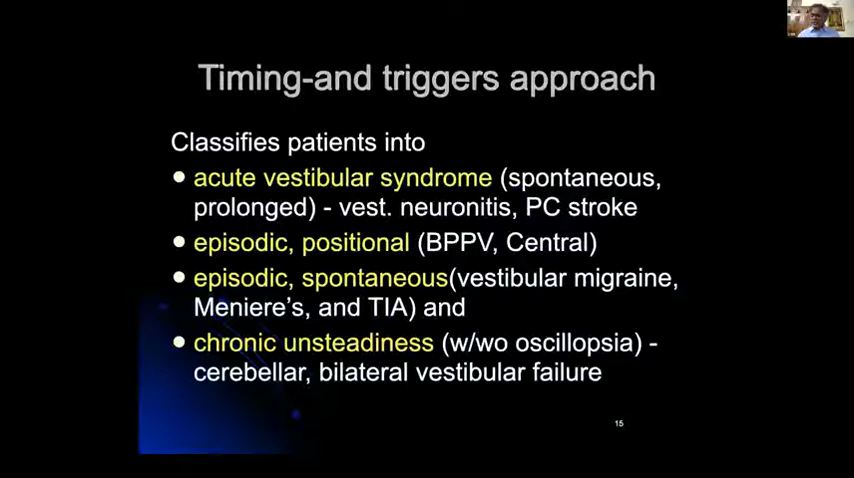 Timing-and triggers approach
Classifies patients into
● acute vestibular syndrome (spontaneous,
prolonged) - vest. neuronitis, PC stroke
● episodic, positional (BPPV, Central)
● episodic, spontaneous(vestibular migraine,
Meniere's, and TIA) and
● chronic unsteadiness (w/wo oscillopsia) -
cerebellar, bilateral vestibular failure
15